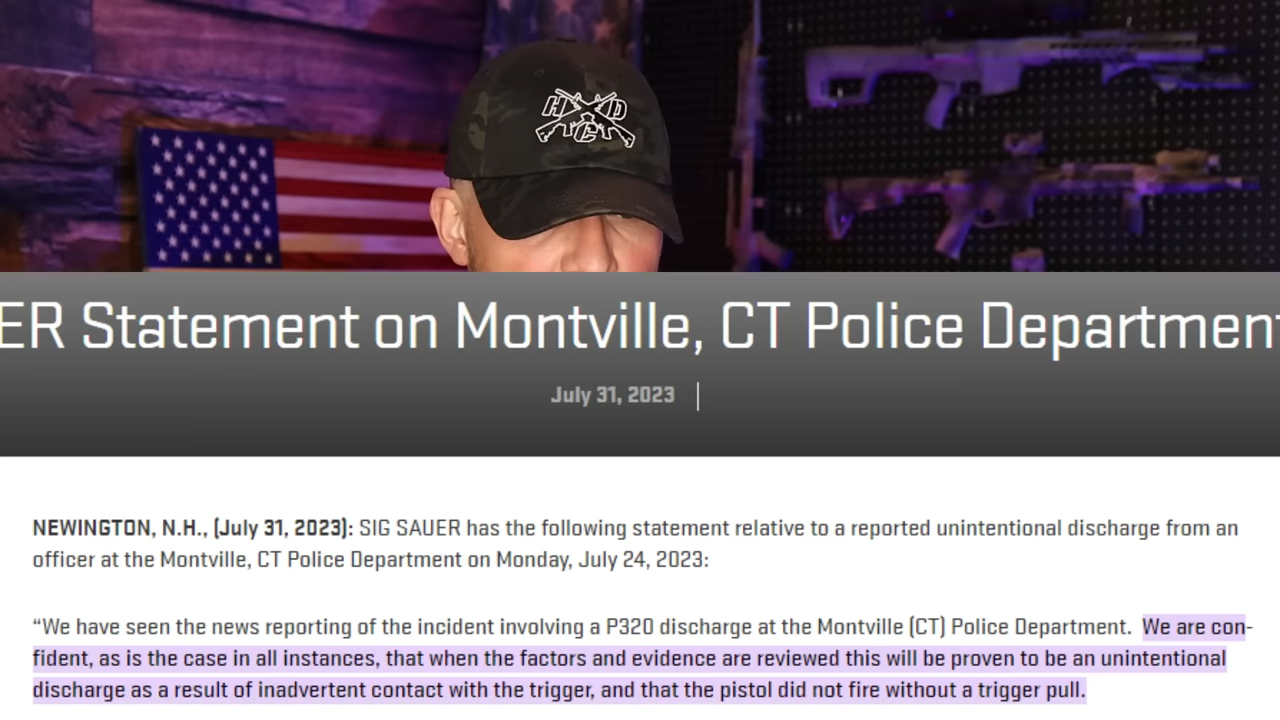 H D
C
ER Statement on Montville, CT Police Department
July 31, 2023
NEWINGTON, N.H., (July 31, 2023): SIG SAUER has the following statement relative to a reported unintentional discharge from an
officer at the Montville, CT Police Department on Monday, July 24, 2023:
“We have seen the news reporting of the incident involving a P320 discharge at the Montville (CT) Police Department.  We are con-
fident, as is the case in all instances, that when the factors and evidence are reviewed this will be proven to be an unintentional
discharge as a result of inadvertent contact with the trigger, and that the pistol did not fire without a trigger pull.